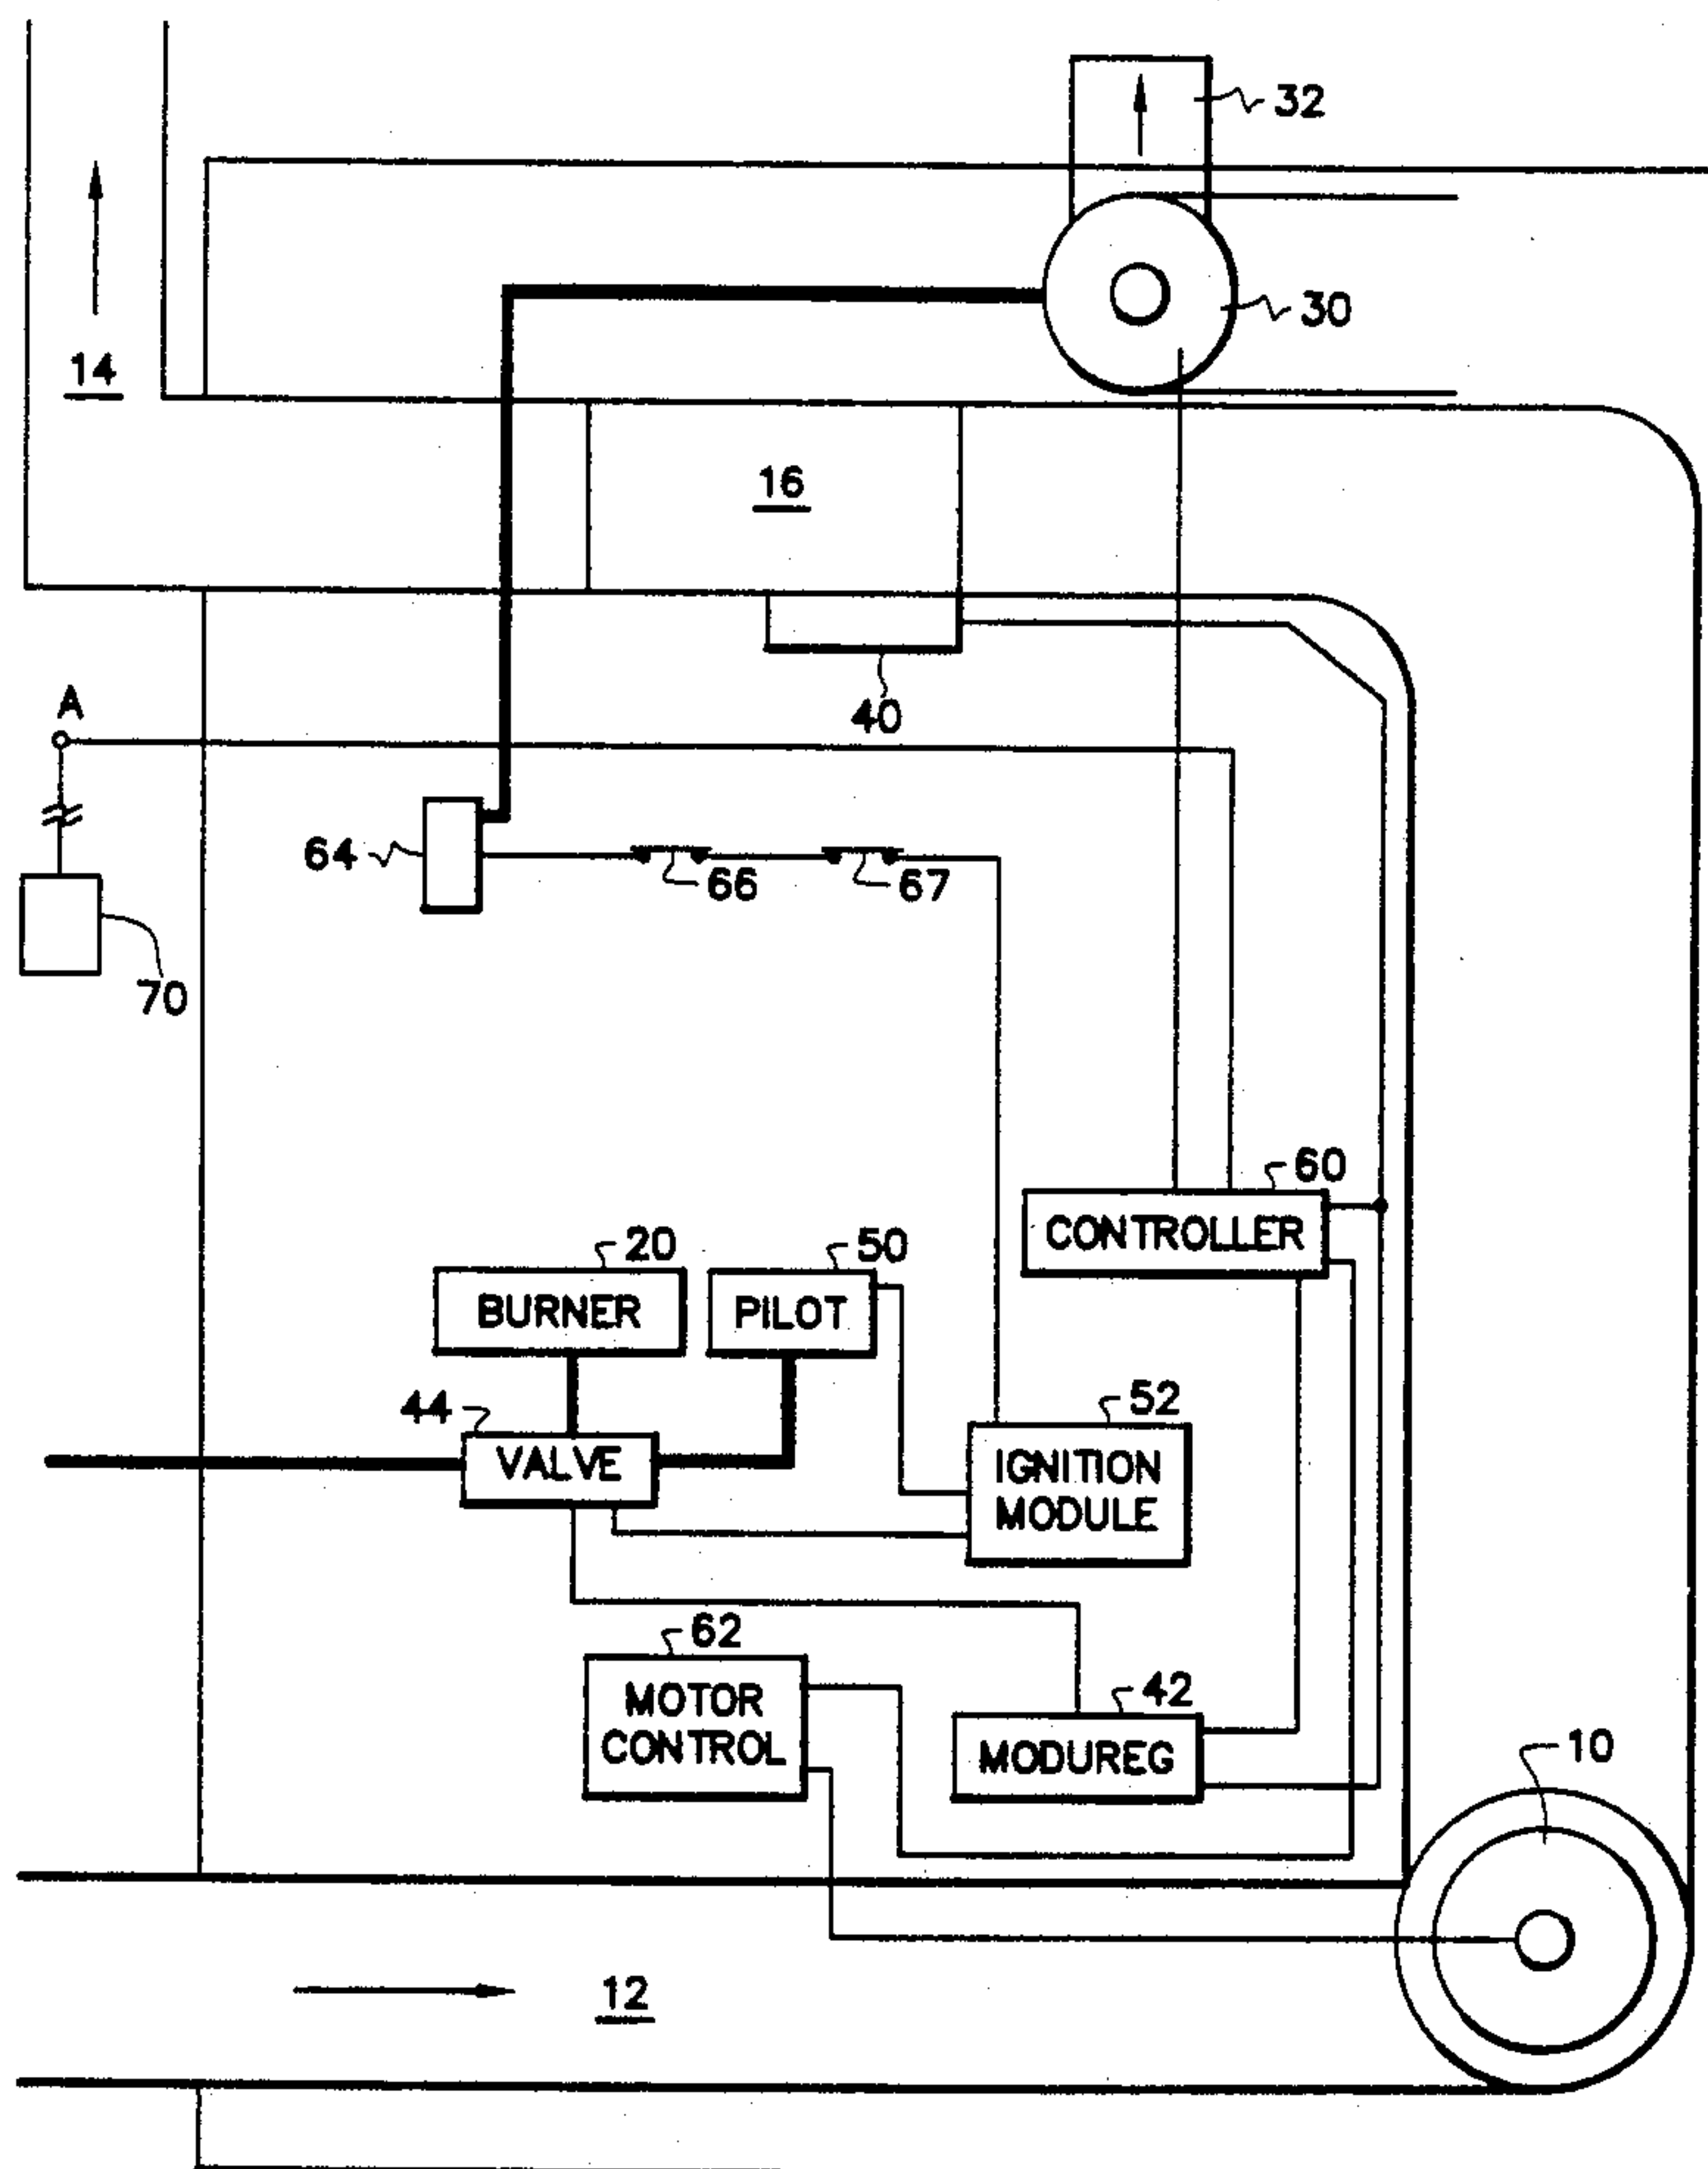 32
30
14
16
40
A
64
66
67
70
60
CONTROLLER
20
BURNER
50
PILOT
44
VALVE
52
IGNITION
MODULE
62
MOTOR
CONTROL
42
MODUREG
10
12